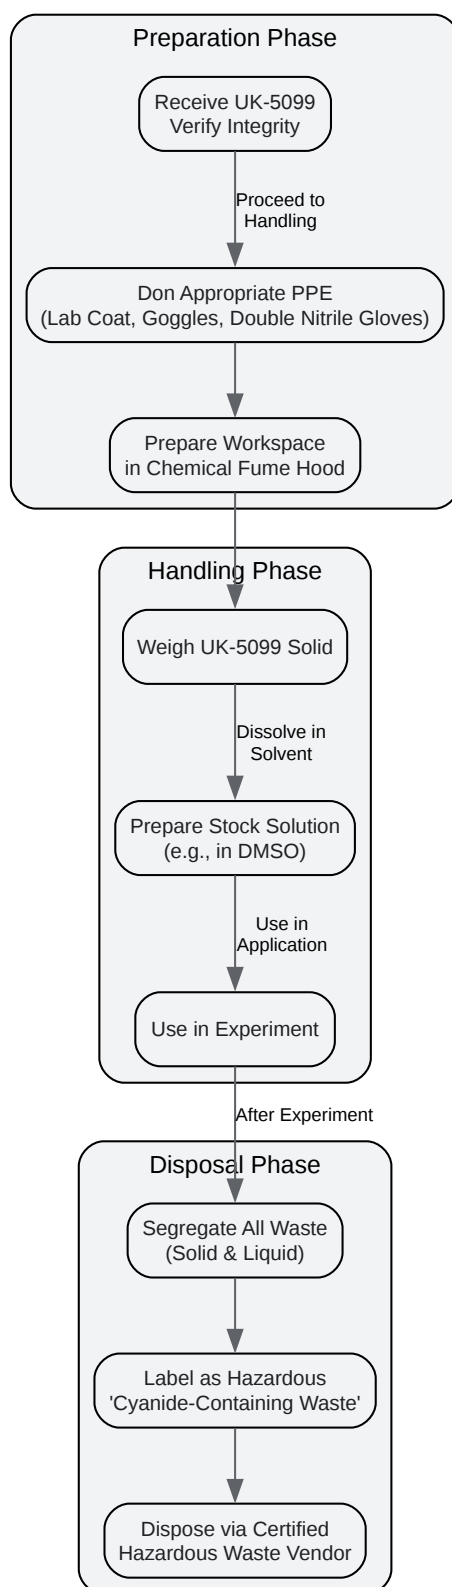 Preparation Phase
Receive UK-5099
Verify Integrity
Proceed to
Handling
Don Appropriate PPE
(Lab Coat, Goggles, Double Nitrile Gloves)
Prepare Workspace
in Chemical Fume Hood
Handling Phase
Weigh UK-5099 Solid
Dissolve in
Solvent
Prepare Stock Solution
(e.g., in DMSO)
Use in
Application
Use in Experiment
After Experiment
Disposal Phase
Segregate All Waste
(Solid & Liquid)
Label as Hazardous
'Cyanide-Containing Waste'
Dispose via Certified
Hazardous Waste Vendor